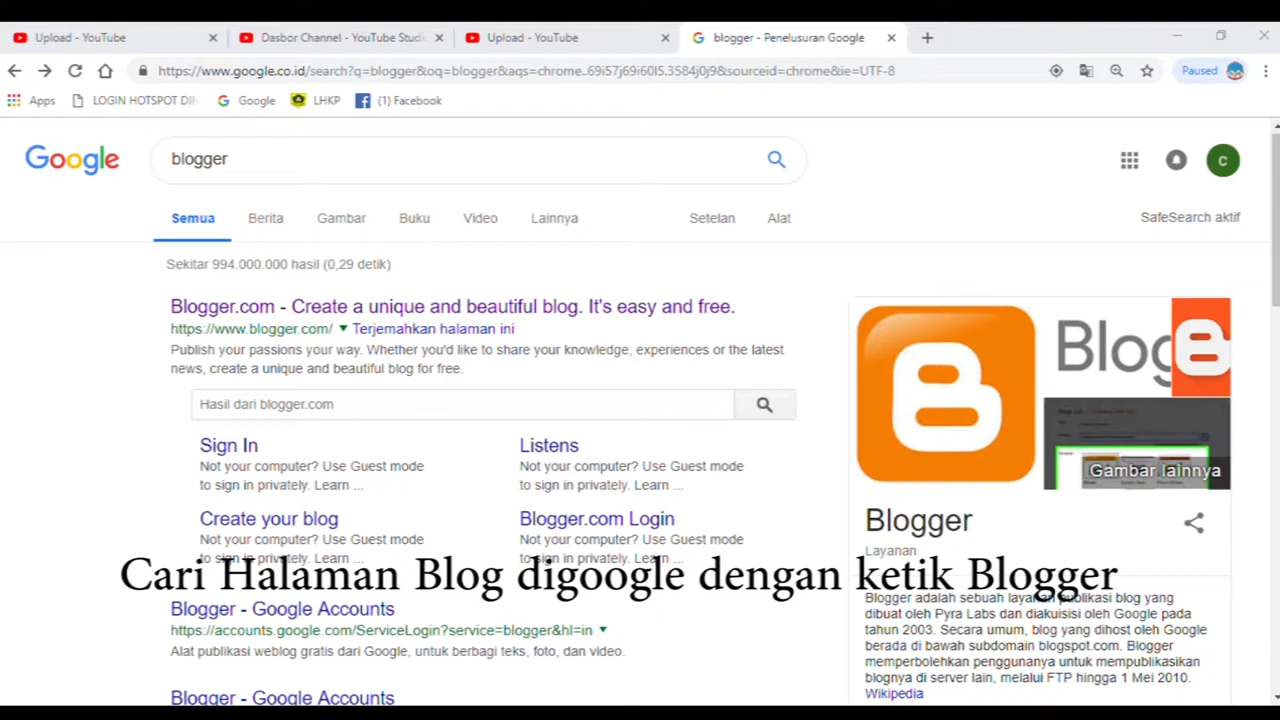 Upload - YouTube
Dasbor Channel - YouTube Studi
Upload - YouTube
blogger - Penelusuran Google
https://www.google.co.id/search?q=blogger&oq=blogger&aqs=chrome..69i57j69i60l5.3584j0j9&sourceid=chrome&ie=UTF-8
Paused
Apps
LOGIN HOTSPOT DIN
Google
LHKP
(1) Facebook
Google
blogger
C
Semua
Berita
Gambar
Buku
Video
Lainnya
Setelan
Alat
SafeSearch aktif
Sekitar 994.000.000 hasil (0,29 detik)
Blogger.com - Create a unique and beautiful blog. It's easy and free.
https://www.blogger.com/ Terjemahkan halaman ini
Publish your passions your way. Whether you'd like to share your knowledge, experiences or the latest
news, create a unique and beautiful blog for free.
Hasil dari blogger.com
Sign In
Not your computer? Use Guest mode
to sign in privately. Learn ...
Listens
Not your computer? Use Guest mode
to sign in privately. Learn ...
Create your blog
Not your computer? Use Guest mode
to sign in privately. Learn ...
Blogger.com Login
Not your computer? Use Guest mode
to sign in privately. Learn ...
Cari Halaman Blog digoogle dengan ketik Blogger
Blogger - Google Accounts
https://accounts.google.com/ServiceLogin?service=blogger&hl=in
Alat publikasi weblog gratis dari Google, untuk berbagi teks, foto, dan video.
Blogger - Google Accounts
Blog
Gambar lainnya
Blogger
Layanan
Blogger adalah sebuah layanan publikasi blog yang
dibuat oleh Pyra Labs dan diakuisisi oleh Google pada
tahun 2003. Secara umum, blog yang dihost oleh Google
berada di bawah subdomain blogspot.com. Blogger
memperbolehkan penggunanya untuk mempublikasikan
blognya di server lain, melalui FTP hingga 1 Mei 2010.
Wikipedia